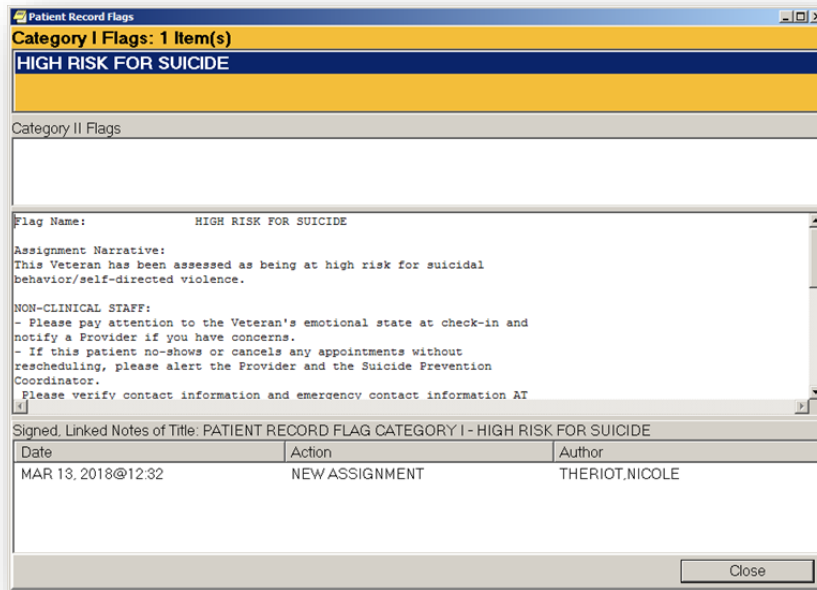 Patient Record Flags
Category I Flags: 1 Item(s)
HIGH RISK FOR SUICIDE
Category II Flags
Flag Name: HIGH RISK FOR SUICIDE
Assignment Narrative:
This Veteran has been assessed as being at high risk for suicidal
behavior/self-directed violence.
NON-CLINICAL STAFF:
- Please pay attention to the Veteran's emotional state at check-in and
notify a Provider if you have concerns.
- If this patient no-shows or cancels any appointments without
rescheduling, please alert the Provider and the Suicide Prevention
Coordinator.
Please verify contact information and emergency contact information AT
Signed, Linked Notes of Title: PATIENT RECORD FLAG CATEGORY I - HIGH RISK FOR SUICIDE
Date Action Author
MAR 13, 2018@12:32 NEW ASSIGNMENT THERIOT,NICOLE
Close